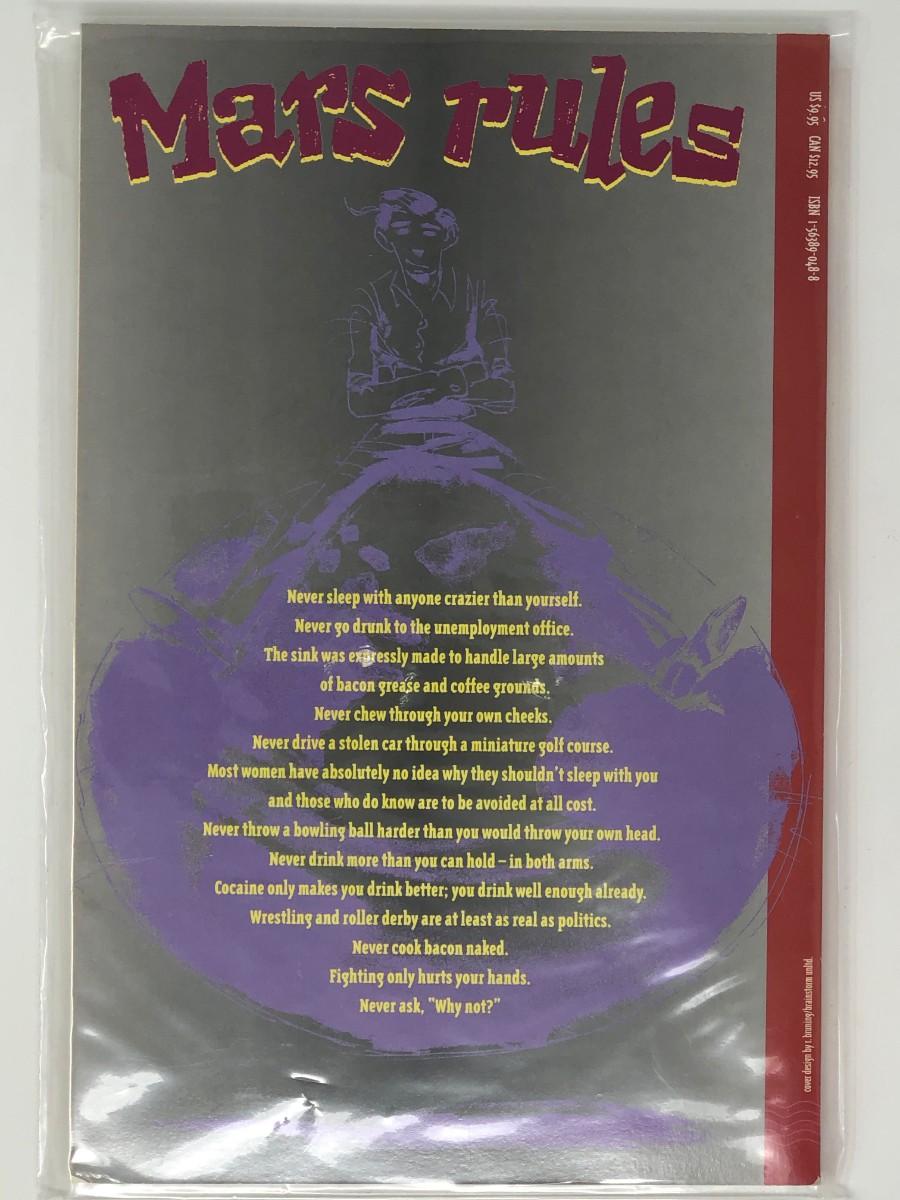 Mars rules
US $9.95 CAN $12.95 ISBN 1-56389-048-8
Never sleep with anyone crazier than yourself.
Never go drunk to the unemployment office.
The sink was expressly made to handle large amounts
of bacon grease and coffee grounds.
Never chew through your own cheeks.
Never drive a stolen car through a miniature golf course.
Most women have absolutely no idea why they shouldn't sleep with you
and those who do know are to be avoided at all cost.
Never throw a bowling ball harder than you would throw your own head.
Never drink more than you can hold – in both arms.
Cocaine only makes you drink better; you drink well enough already.
Wrestling and roller derby are at least as real as politics.
Never cook bacon naked.
Fighting only hurts your hands.
Never ask, "Why not?"
cover design by r. bruning/brainstorm unltd.